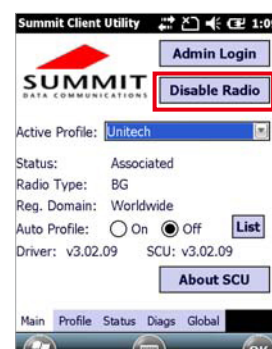 Summit Client Utility 1:0
Admin Login
SUMMIT
DATA COMMUNICATIONS
Disable Radio
Active Profile: Unitech
Status: Associated
Radio Type: BG
Reg. Domain: Worldwide
Auto Profile: On Off List
Driver: v3.02.09 SCU: v3.02.09
About SCU
Main Profile Status Diags Global